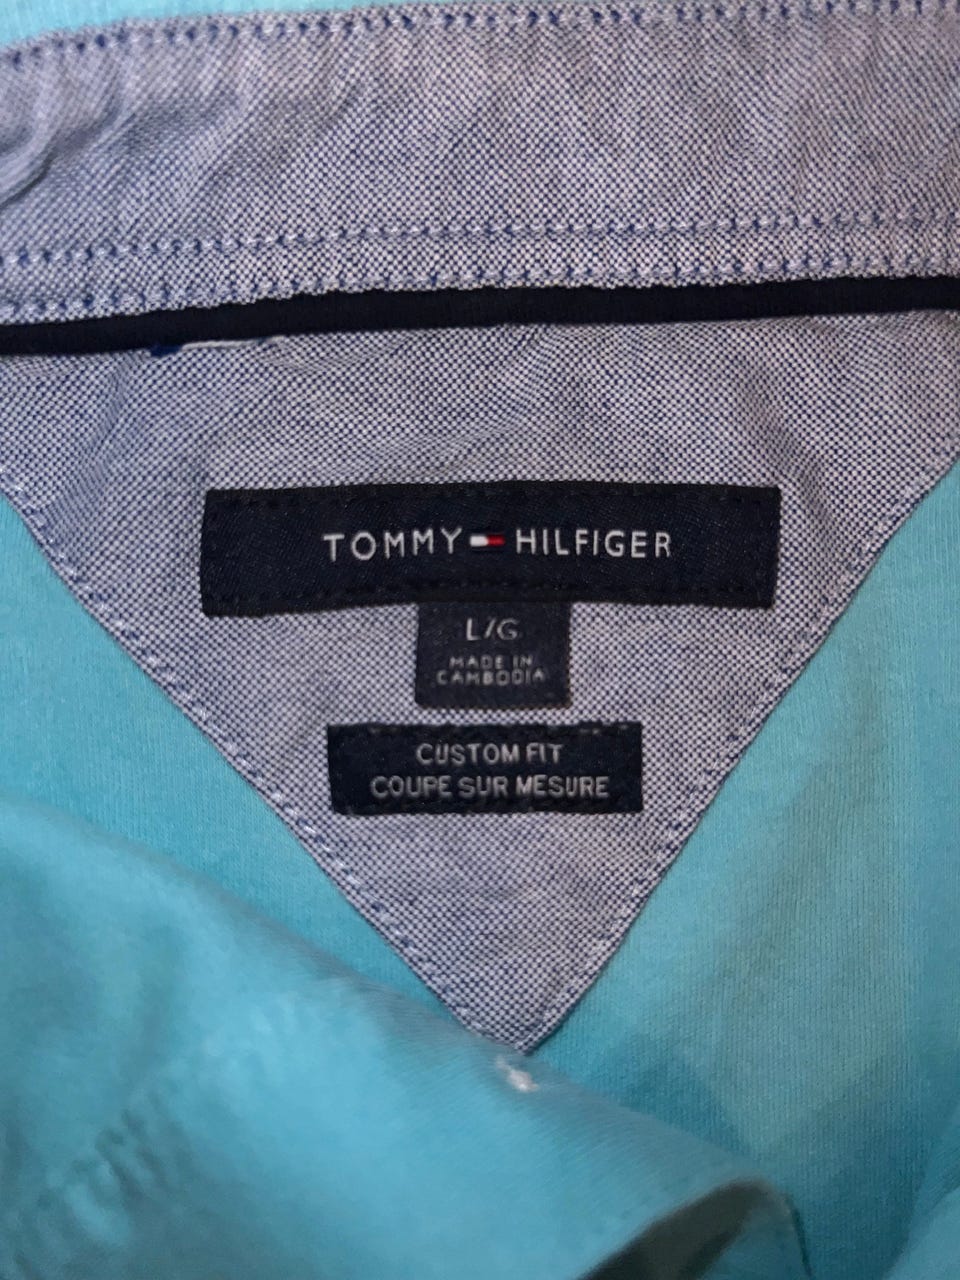 TOMMY HILFIGER
L/G
MADE IN
CAMBODIA
CUSTOM FIT
COUPE SUR MESURE